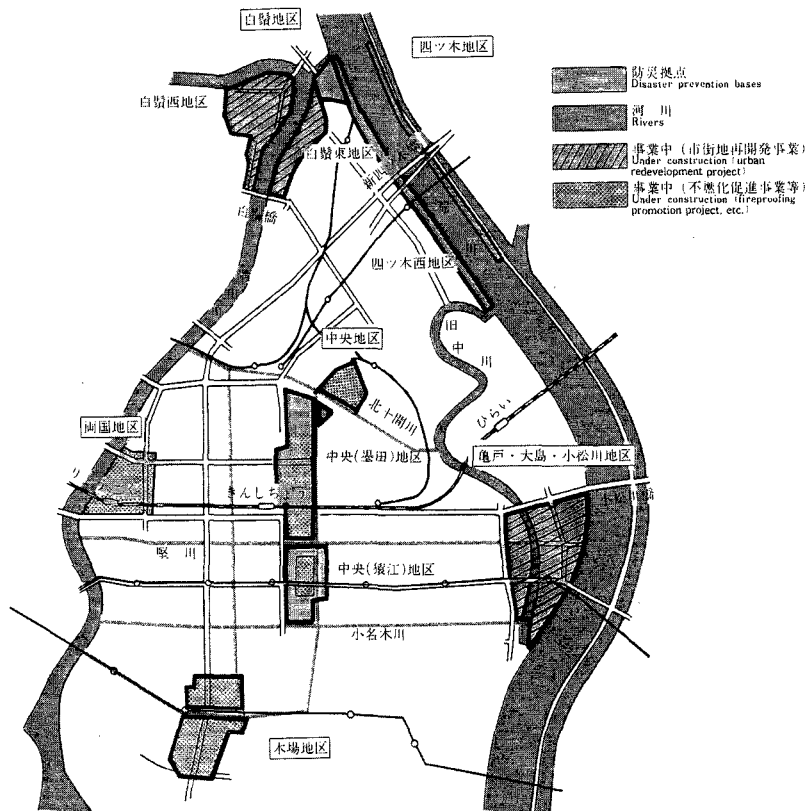 白鬚地区
四ツ木地区
防災拠点
Disaster prevention bases
河川
Rivers
事業中(市街地再開発事業)
Under construction (urban
redevelopment project)
事業中(不燃化促進事業等)
Under construction (fireproofing
promotion project, etc.)
白鬚西地区
白鬚東地区
四ツ木西地区
旧中川
中央地区
北十間川
ひらい
両国地区
中央(墨田)地区
亀戸・大島・小松川地区
きんしちょう
竪川
中央(猿江)地区
小名木川
木場地区